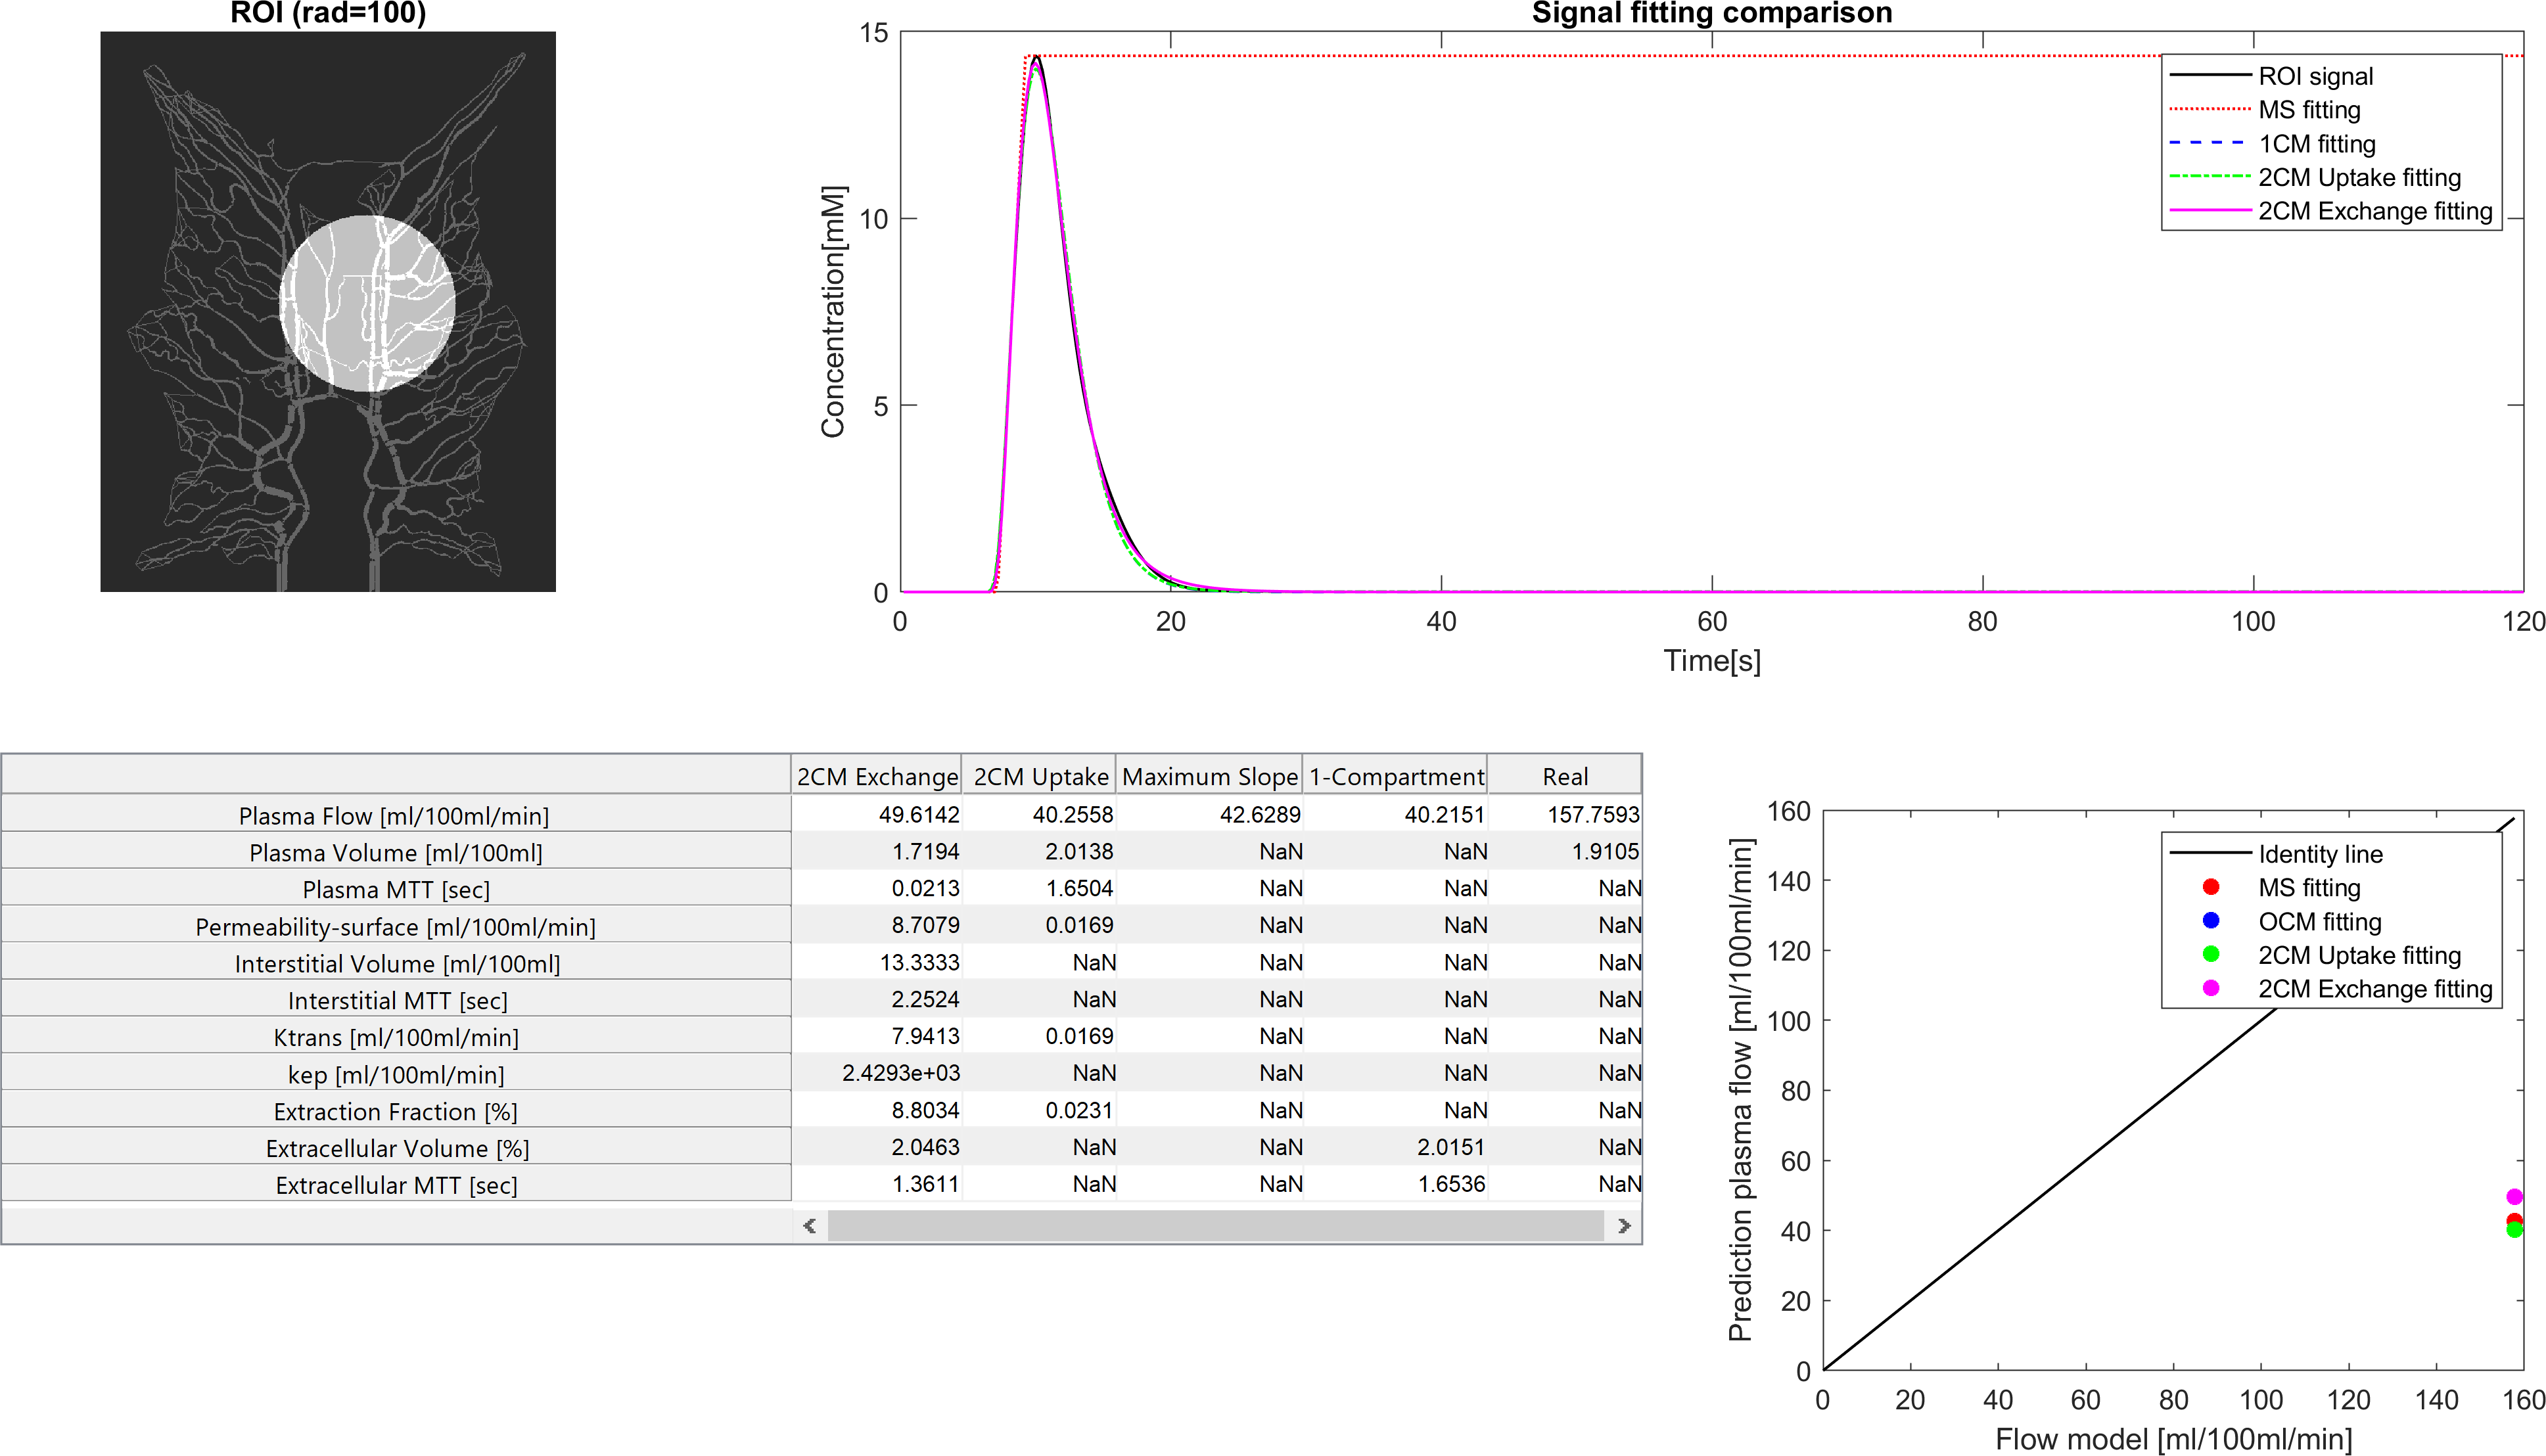 ROI (rad=100)
Signal fitting comparison
15
10
5
0
Concentration[mM]
0 20 40 60 80 100 120
Time[s]
ROI signal
MS fitting
1CM fitting
2CM Uptake fitting
2CM Exchange fitting
2CM Exchange 2CM Uptake Maximum Slope 1-Compartment Real
Plasma Flow [ml/100ml/min] 49.6142 40.2558 42.6289 40.2151 157.7593
Plasma Volume [ml/100ml] 1.7194 2.0138 NaN NaN 1.9105
Plasma MTT [sec] 0.0213 1.6504 NaN NaN NaN
Permeability-surface [ml/100ml/min] 8.7079 0.0169 NaN NaN NaN
Interstitial Volume [ml/100ml] 13.3333 NaN NaN NaN NaN
Interstitial MTT [sec] 2.2524 NaN NaN NaN NaN
Ktrans [ml/100ml/min] 7.9413 0.0169 NaN NaN NaN
kep [ml/100ml/min] 2.4293e+03 NaN NaN NaN NaN
Extraction Fraction [%] 8.8034 0.0231 NaN NaN NaN
Extracellular Volume [%] 2.0463 NaN NaN 2.0151 NaN
Extracellular MTT [sec] 1.3611 NaN NaN 1.6536 NaN
160
140
120
100
80
60
40
20
0
Prediction plasma flow [ml/100ml/min]
Identity line
MS fitting
OCM fitting
2CM Uptake fitting
2CM Exchange fitting
0 20 40 60 80 100 120 140 160
Flow model [ml/100ml/min]